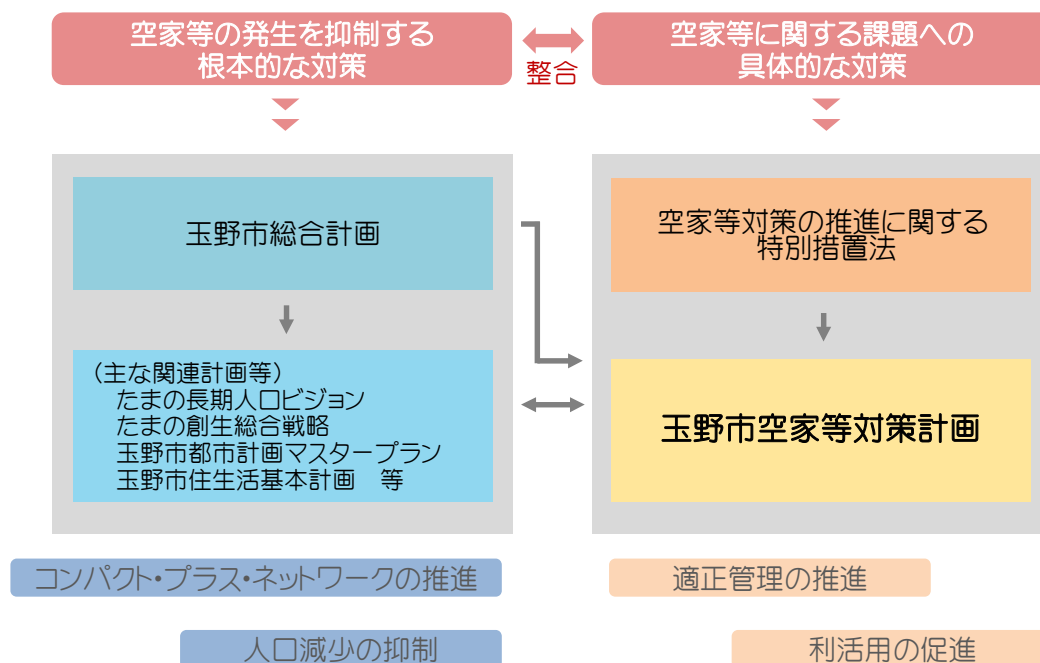 空家等の発生を抑制する
根本的な対策
整合
空家等に関する課題への
具体的な対策
玉野市総合計画
（主な関連計画等）
たまの長期人口ビジョン
たまの創生総合戦略
玉野市都市計画マスタープラン
玉野市住生活基本計画　等
空家等対策の推進に関する
特別措置法
玉野市空家等対策計画
コンパクト・プラス・ネットワークの推進
人口減少の抑制
適正管理の推進
利活用の促進